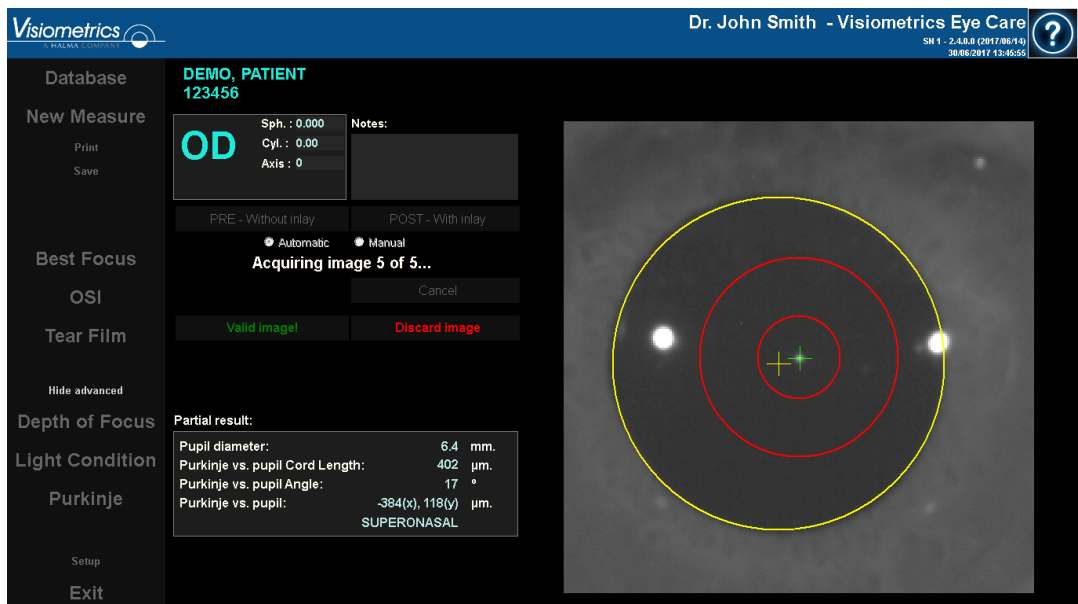 Visiometrics
A HALMA COMPANY
Dr. John Smith - Visiometrics Eye Care
SN 1 - 2.4.0.0 (2017/06/14)
30/06/2017 13:45:55
?
Database
New Measure
Print
Save
Best Focus
OSI
Tear Film
Hide advanced
Depth of Focus
Light Condition
Purkinje
Setup
Exit
DEMO, PATIENT
123456
OD
Sph. : 0.000
Cyl. : 0.00
Axis : 0
Notes:
PRE - Without inlay
POST - With inlay
Automatic
Manual
Acquiring image 5 of 5...
Cancel
Valid image!
Discard image
Partial result:
Pupil diameter: 6.4 mm.
Purkinje vs. pupil Cord Length: 402 µm.
Purkinje vs. pupil Angle: 17 º
Purkinje vs. pupil: -384(x), 118(y) µm.
SUPERONASAL